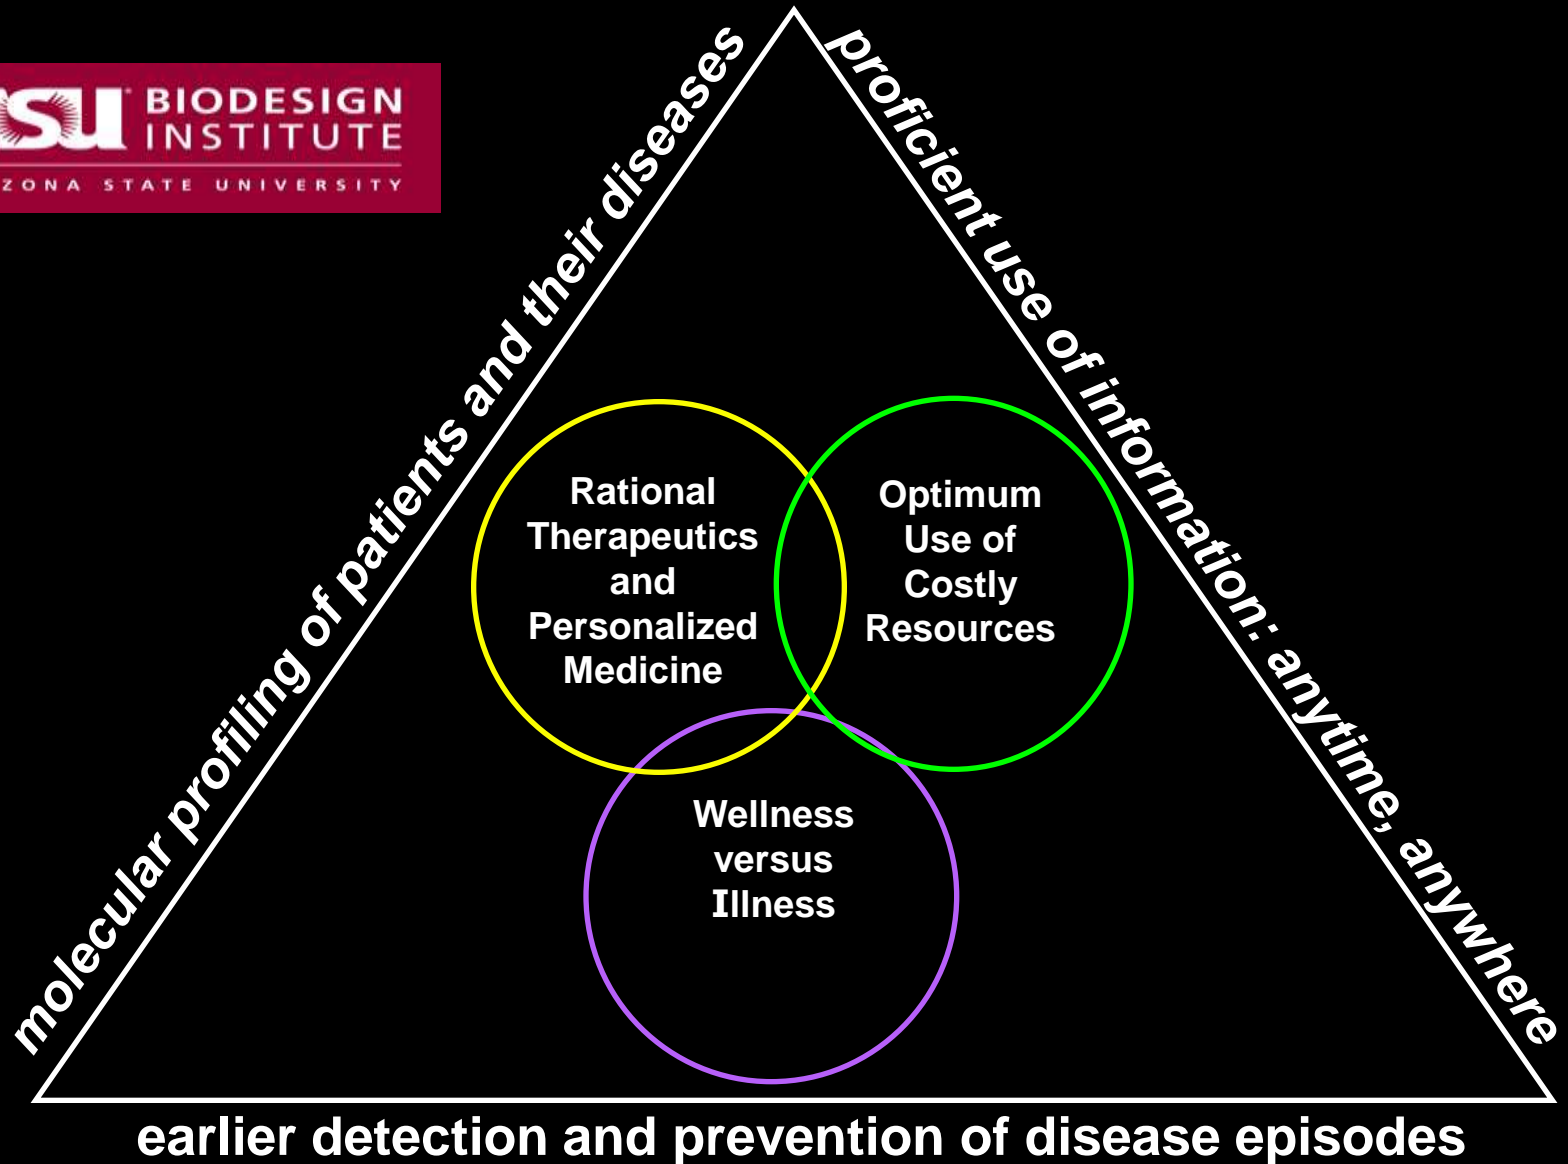 SU BIODESIGN
INSTITUTE
ZONA STATE UNIVERSITY
molecular profiling of patients and their diseases
proficient use of information: anytime, anywhere
Rational
Therapeutics
and
Personalized
Medicine
Optimum
Use of
Costly
Resources
Wellness
versus
Illness
earlier detection and prevention of disease episodes